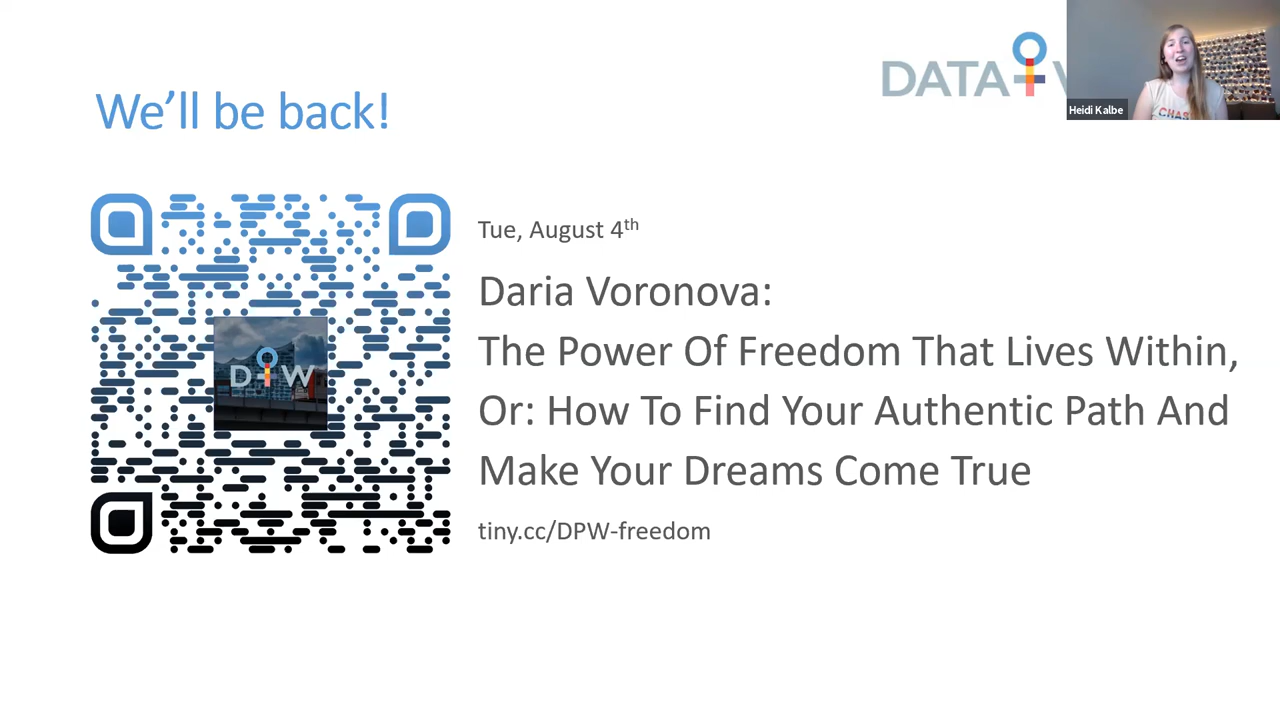 DATA
Heidi Kalbe
CHAS
We'll be back!
Tue, August 4th
Daria Voronova:
The Power Of Freedom That Lives Within,
Or: How To Find Your Authentic Path And
Make Your Dreams Come True
tiny.cc/DPW-freedom
D W